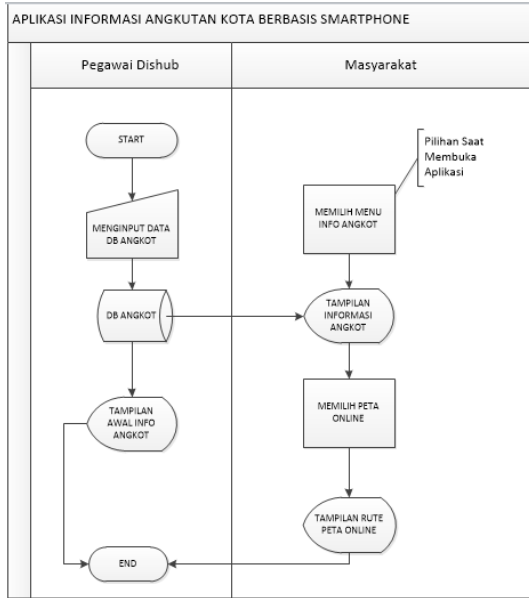 APLIKASI INFORMASI ANGKUTAN KOTA BERBASIS SMARTPHONE
Pegawai Dishub
Masyarakat
START
MENGINPUT DATA
DB ANGKOT
DB ANGKOT
TAMPILAN
AWAL INFO
ANGKOT
END
Pilihan Saat
Membuka
Aplikasi
MEMILIH MENU
INFO ANGKOT
TAMPILAN
INFORMASI
ANGKOT
MEMILIH PETA
ONLINE
TAMPILAN RUTE
PETA ONLINE